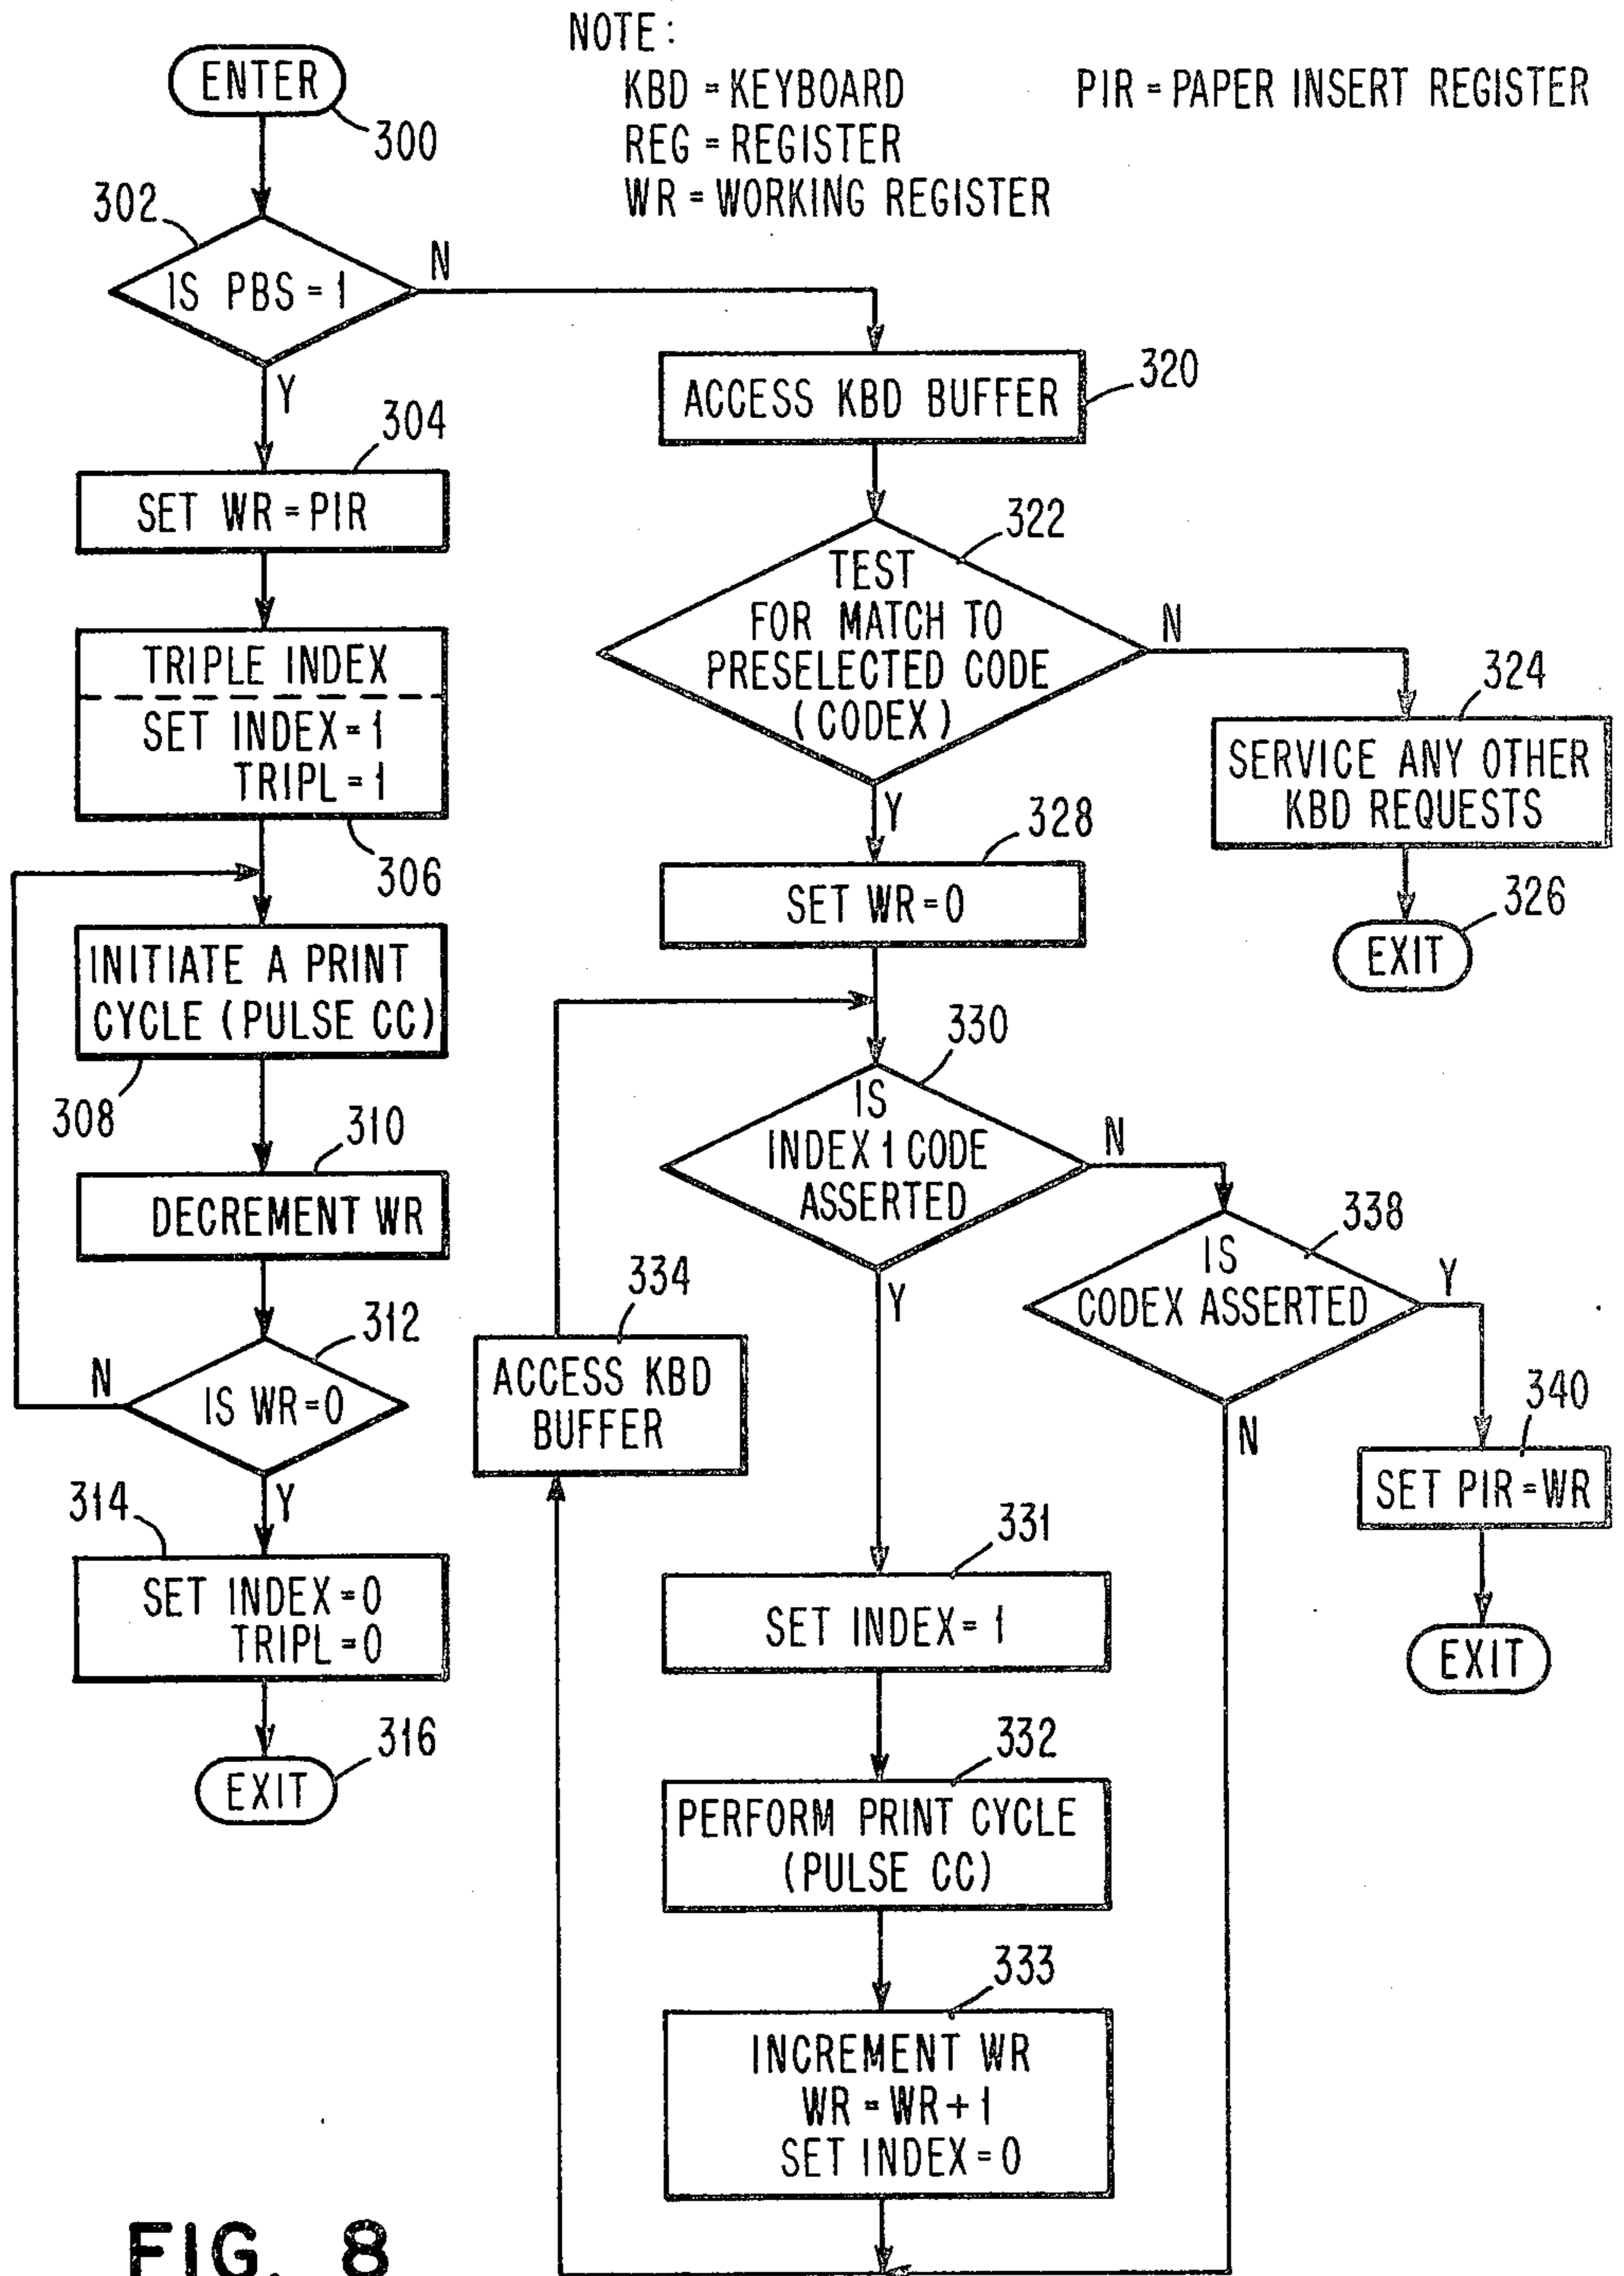 NOTE:
KBD = KEYBOARD
REG = REGISTER
WR = WORKING REGISTER
PIR = PAPER INSERT REGISTER
ENTER
300
302
IS PBS = 1
N
Y
304
SET WR = PIR
TRIPLE INDEX
SET INDEX = 1
TRIPL = 1
306
INITIATE A PRINT
CYCLE (PULSE CC)
308
310
DECREMENT WR
312
N
IS WR = 0
Y
314
SET INDEX = 0
TRIPL = 0
316
EXIT
ACCESS KBD BUFFER
320
322
TEST
FOR MATCH TO
PRESELECTED CODE
(CODEX)
N
Y
324
SERVICE ANY OTHER
KBD REQUESTS
326
EXIT
328
SET WR = 0
330
IS
INDEX 1 CODE
ASSERTED
N
Y
334
ACCESS KBD
BUFFER
338
IS
CODEX ASSERTED
Y
N
340
SET PIR = WR
EXIT
331
SET INDEX = 1
332
PERFORM PRINT CYCLE
(PULSE CC)
333
INCREMENT WR
WR = WR + 1
SET INDEX = 0
FIG. 8